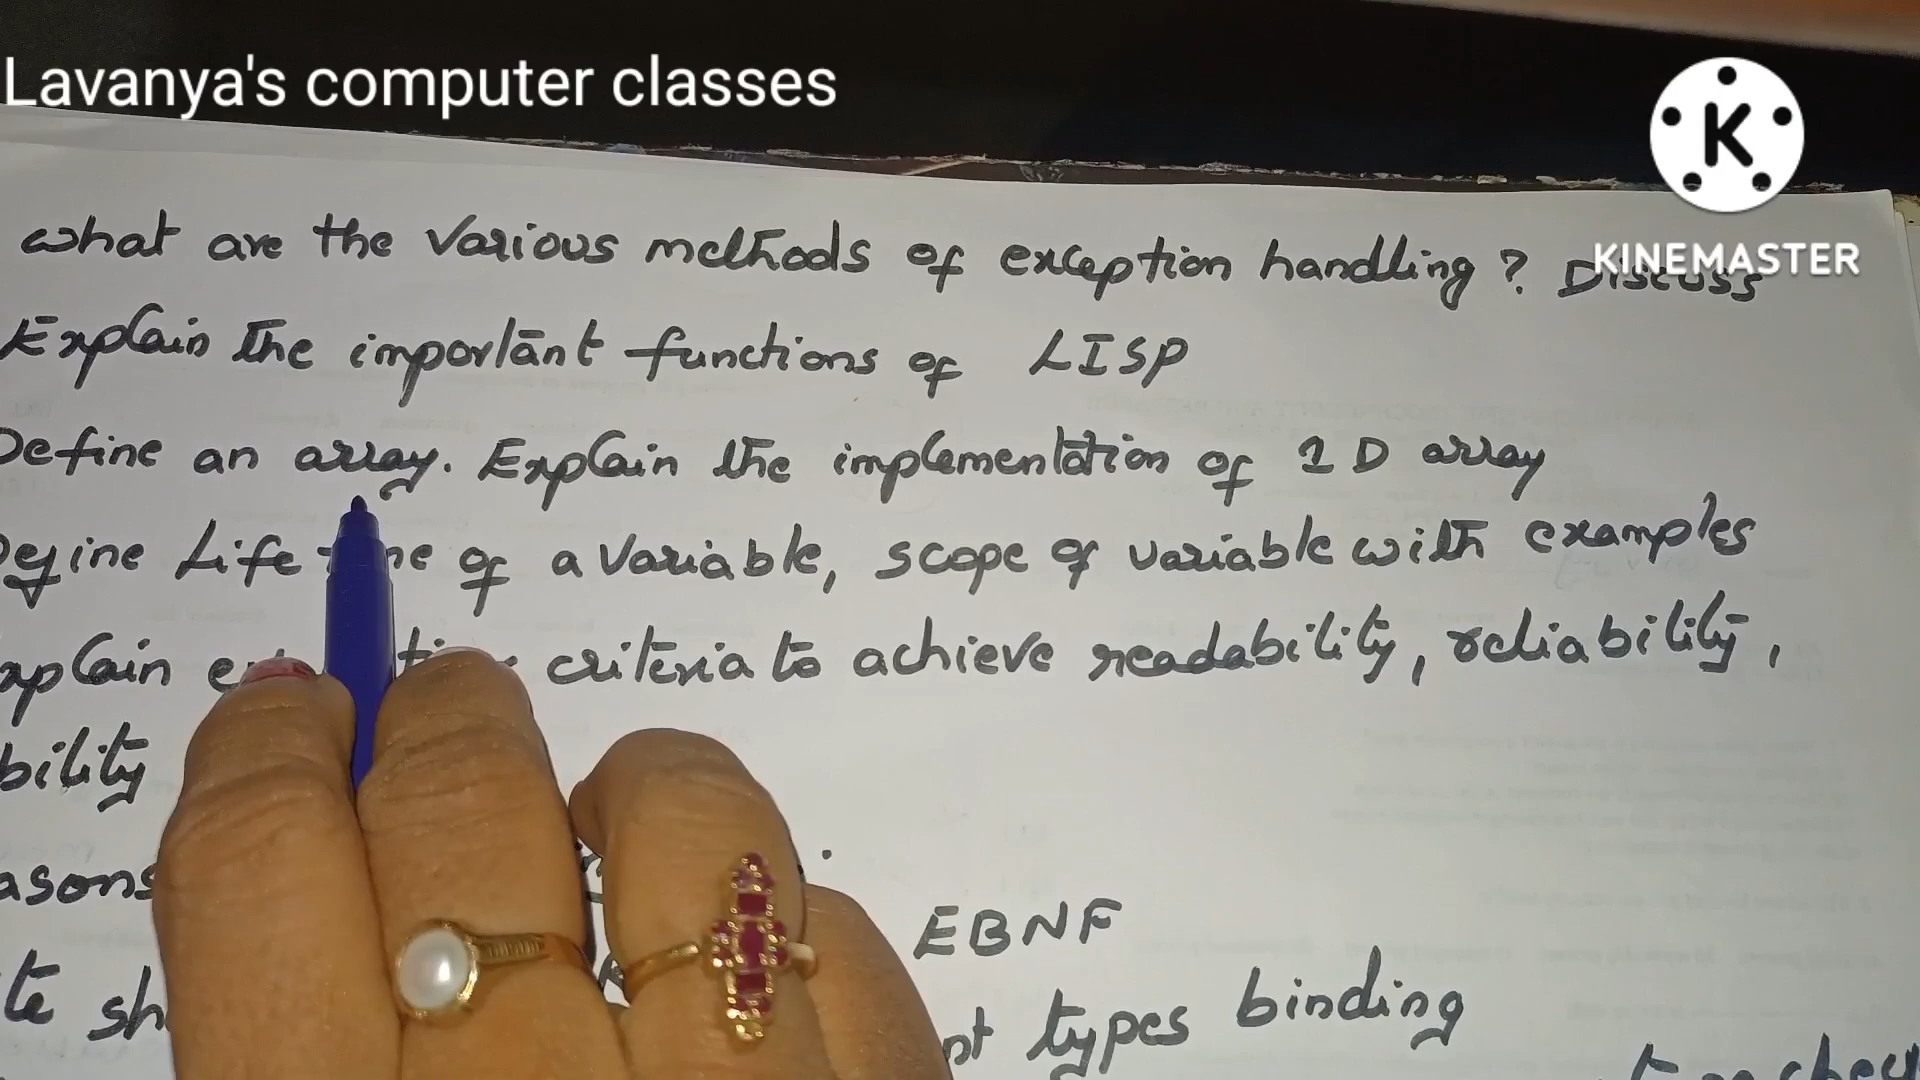 Lavanya's computer classes
KINEMASTER
what are the various methods of exception handling? Discuss
Explain the important functions of LISP
Define an array. Explain the implementation of 1D array
Define Life of a variable, scope of variable with examples
criteria to achieve readability, reliability,
bility
asons
EBNF
types binding